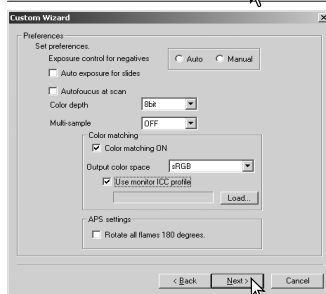 Custom Wizard
Preferences
Set preferences.
Exposure control for negatives
Auto
Manual
Auto exposure for slides
Autofoucus at scan
Color depth
8bit
Multi-sample
OFF
Color matching
Color matching ON
Output color space
sRGB
Use monitor ICC profile
Load...
APS settings
Rotate all flames 180 degrees.
< Back
Next >
Cancel